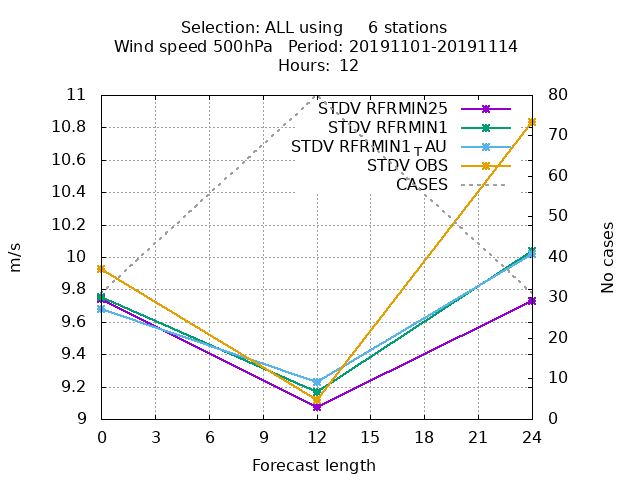 Selection: ALL using 6 stations
Wind speed 500hPa Period: 20191101-20191114
Hours: 12
11
10.8
10.6
10.4
10.2
10
9.8
9.6
9.4
9.2
9
m/s
STDV RFRMIN25
STDV RFRMIN1
STDV RFRMIN1TAU
STDV OBS
CASES
80
70
60
50
40
30
20
10
0
No cases
0 3 6 9 12 15 18 21 24
Forecast length